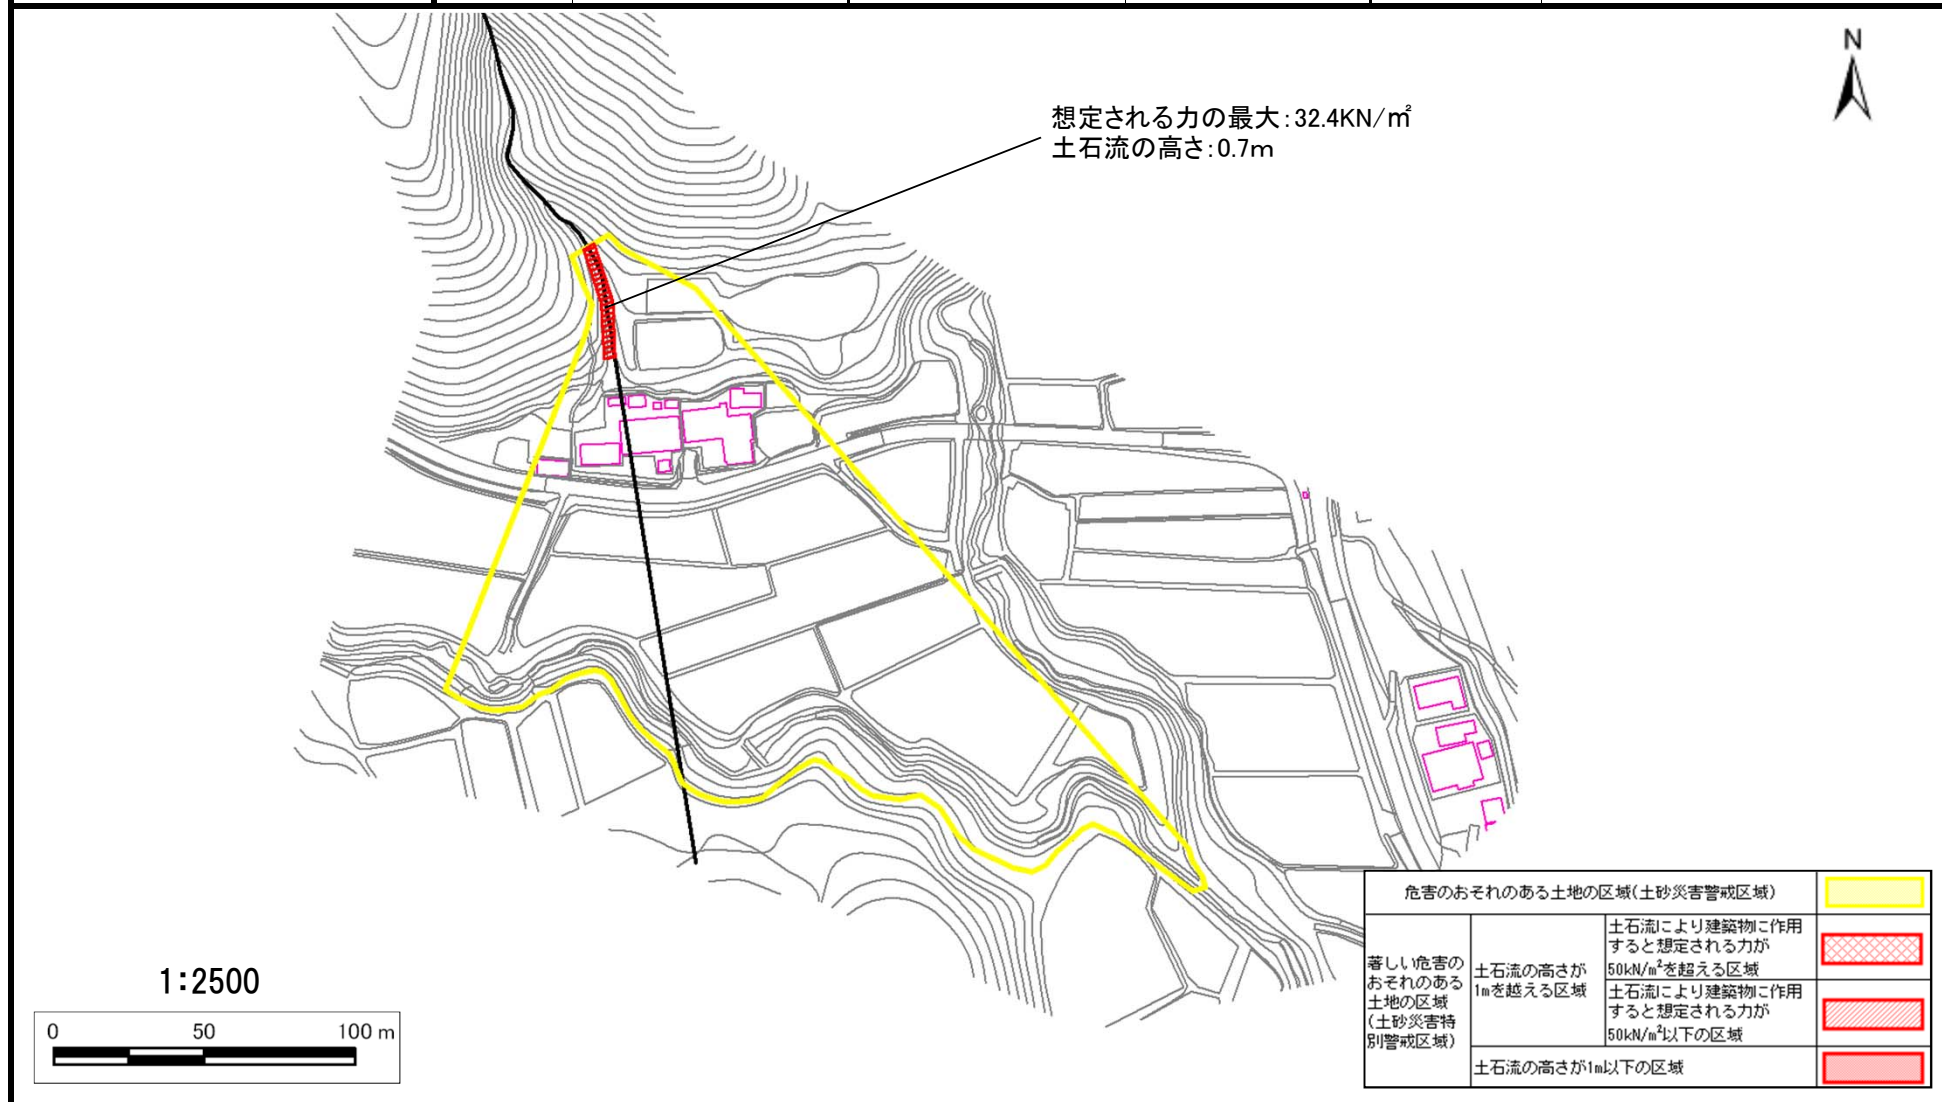 N
想定される力の最大:32.4KN/㎡
土石流の高さ:0.7m
1:2500
0 50 100 m
危害のおそれのある土地の区域(土砂災害警戒区域)
著しい危害の
おそれのある
土地の区域
(土砂災害特
別警戒区域)
土石流の高さが
1mを越える区域
土石流により建築物に作用
すると想定される力が
50kN/㎡を超える区域
土石流により建築物に作用
すると想定される力が
50kN/㎡以下の区域
土石流の高さが1m以下の区域